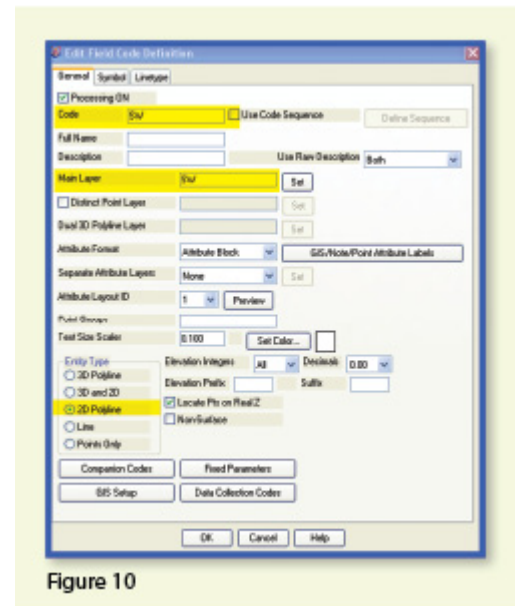 Edit Field Code Definition
General Symbol Linetype
Processing ON
Code SW Use Code Sequence Define Sequence
Full Name
Description Use Raw Description Both
Main Layer SW Set
Distinct Point Layer Set
Dual 3D Polyline Layer Set
Attribute Format Attribute Block GIS/Note/Point Attribute Labels
Separate Attribute Layers None Set
Attribute Layout ID 1 Preview
Point Groups
Text Size Scaler 0.100 Set Color...
Entity Type Elevation Integers All Decimals 0.00
3D Polyline Elevation Prefix Suffix
3D and 2D Locate Pts on Real Z
2D Polyline Non-Surface
Line
Points Only
Companion Codes Fixed Parameters
GIS Setup Data Collection Codes
OK Cancel Help
Figure 10